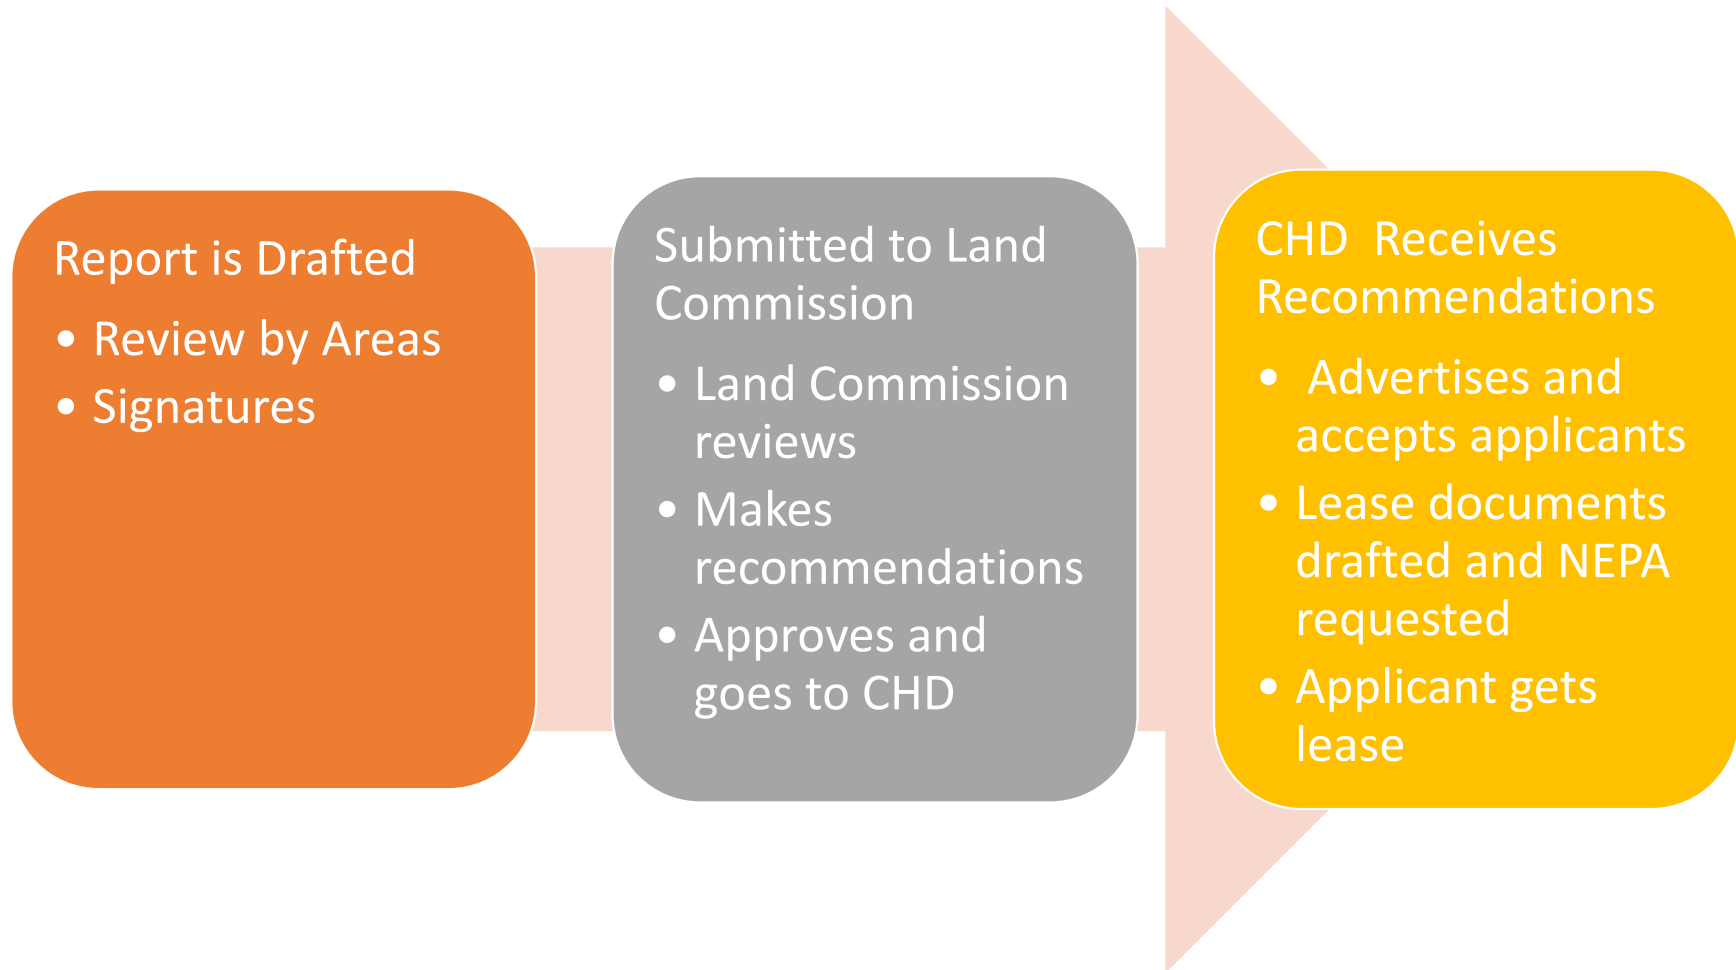 Report is Drafted
• Review by Areas
• Signatures
Submitted to Land
Commission
• Land Commission
reviews
• Makes
recommendations
• Approves and
goes to CHD
CHD  Receives
Recommendations
•  Advertises and
accepts applicants
• Lease documents
drafted and NEPA
requested
• Applicant gets
lease